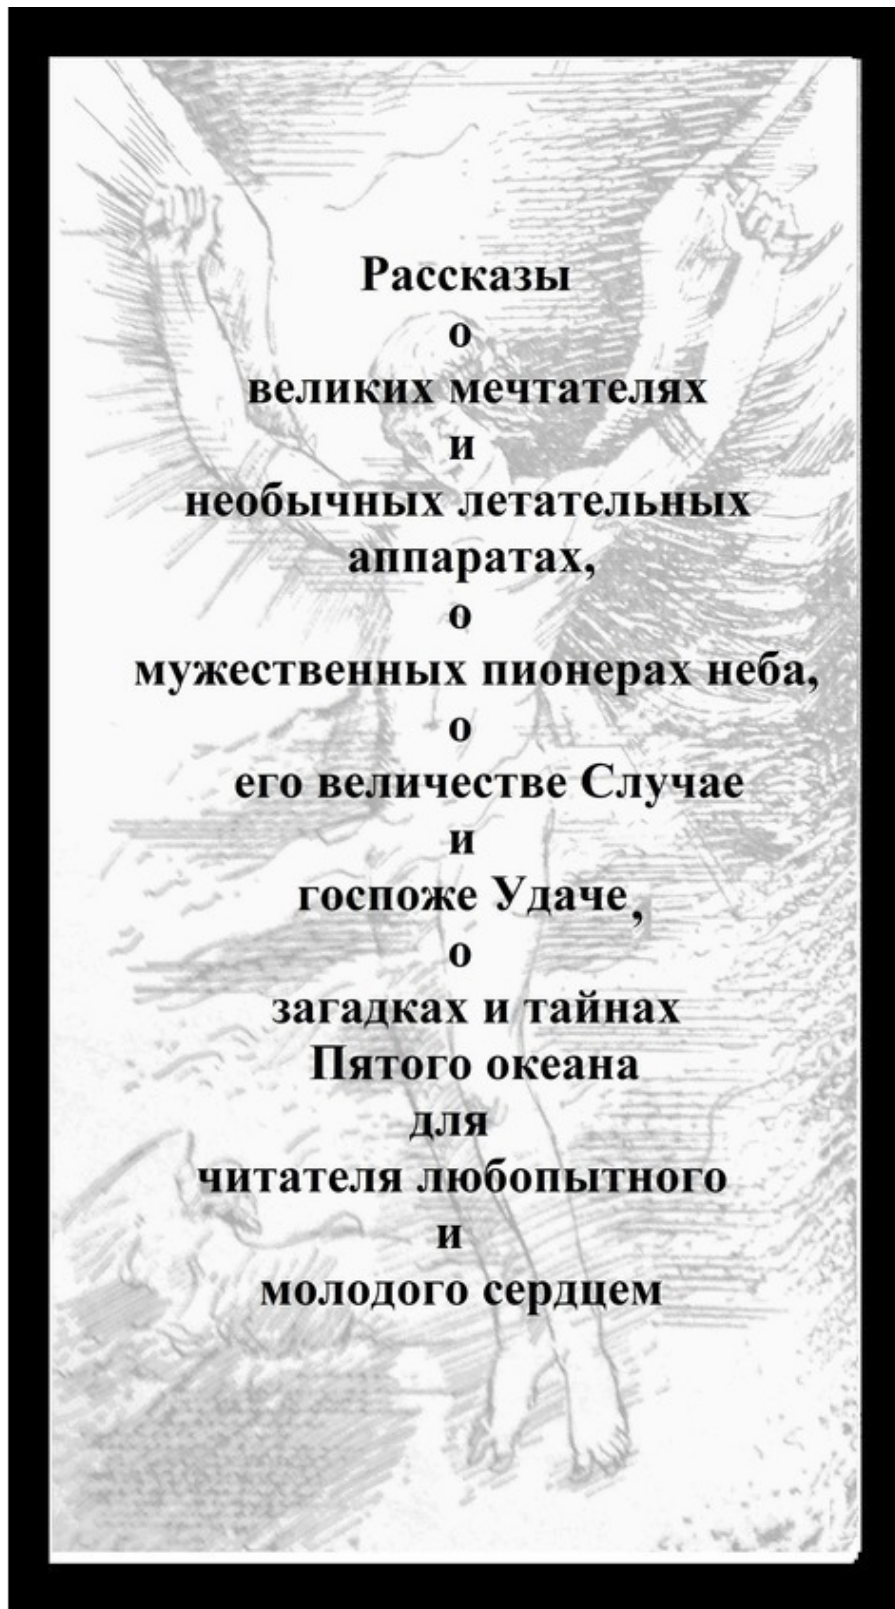 Рассказы
о
великих мечтателях
и
необычных летательных
аппаратах,
о
мужественных пионерах неба,
о
его величестве Случае
и
госпоже Удаче,
о
загадках и тайнах
Пятого океана
для
читателя любопытного
и
молодого сердцем